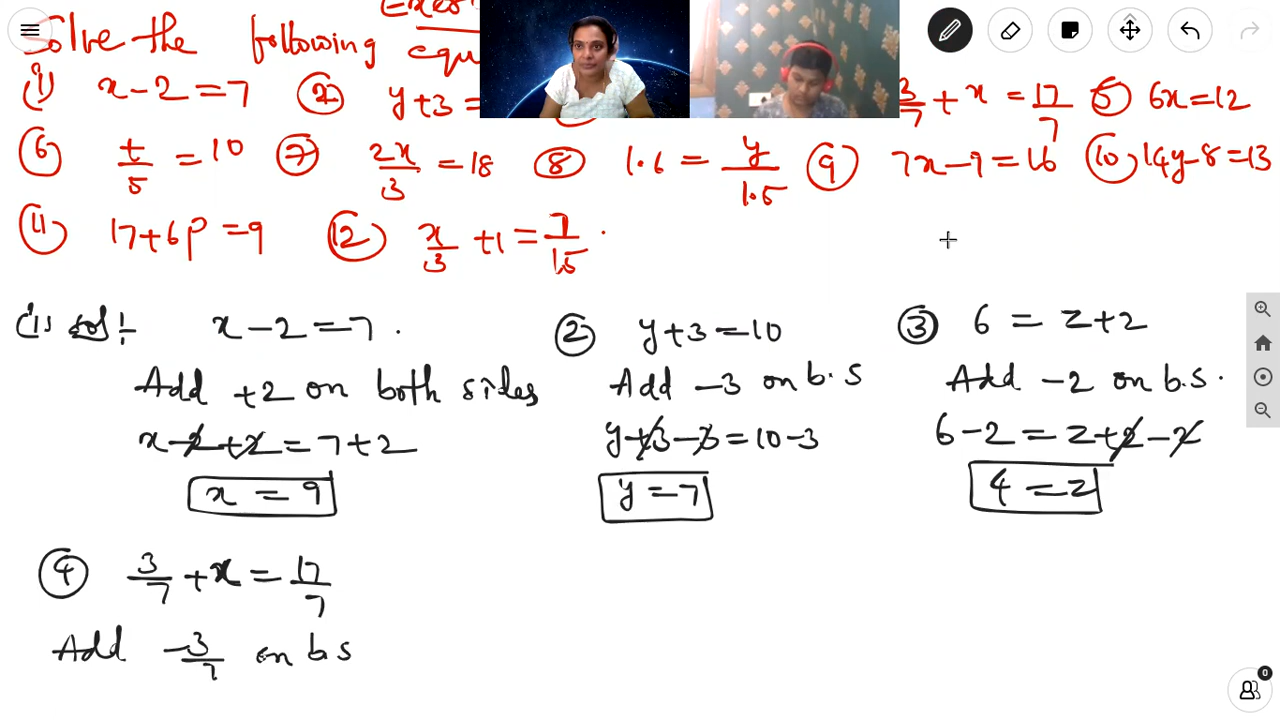 Solve the following equ
(1) x-2=7 (2) y+3= 3/7 + x = 17/7 (5) 6x=12
(6) t/5 = 10 (7) 2x/3 = 18 (8) 1.6 = y/1.5 (9) 7x-9=16 (10) 14y-8=13
(11) 17+6p=9 (12) x/3 +1 = 7/15.
(1) sol:- x-2=7.
Add +2 on both sides
x-2+2=7+2
x = 9
(2) y+3=10
Add -3 on b.s
y+3-3=10-3
y=7
(3) 6 = z+2
Add -2 on b.s.
6-2 = z+2-2
4 = z
(4) 3/7 + x = 17/7
Add -3/7 on b.s
0